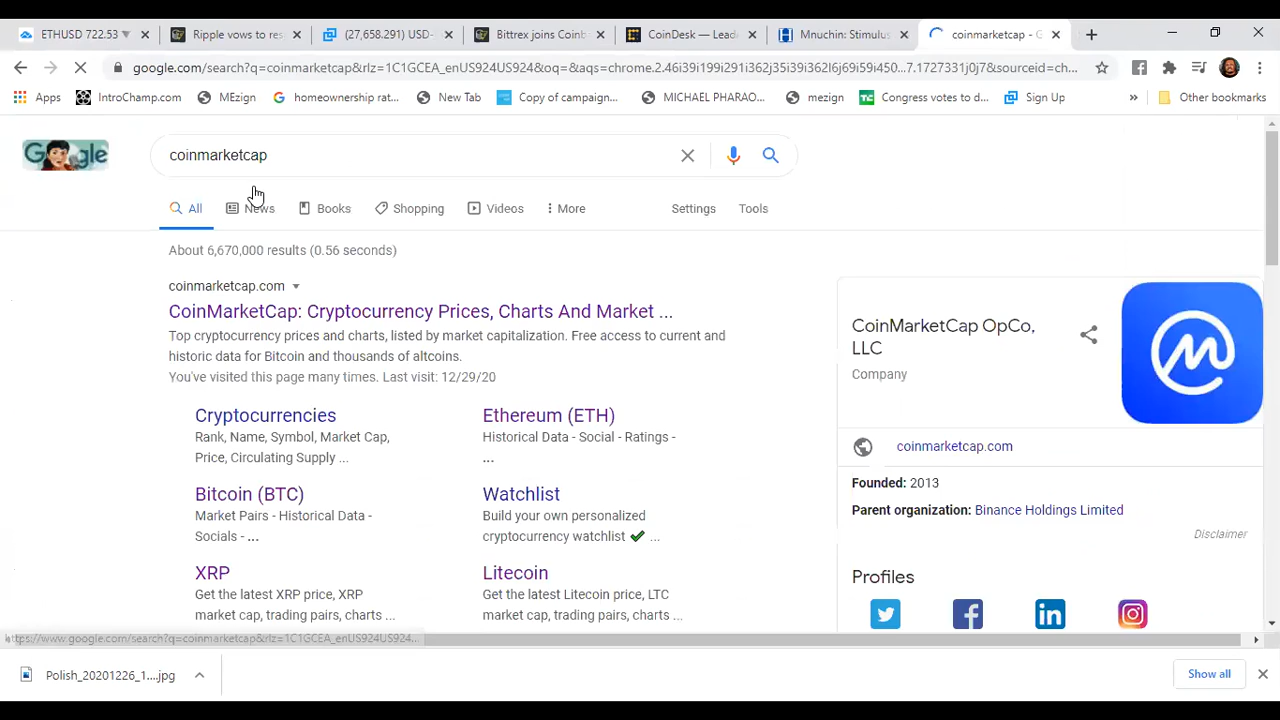 ETHUSD 722.53 ▼
Ripple vows to res
(27,658.291) USD-
Bittrex joins Coinb
CoinDesk — Lead
Mnuchin: Stimulus
coinmarketcap - G
google.com/search?q=coinmarketcap&rlz=1C1GCEA_enUS924US924&oq=&aqs=chrome.2.46i39i199i291i362j35i39i362l6j69i59i450...7.1727331j0j7&sourceid=ch...
Apps
IntroChamp.com
MEzign
homeownership rat...
New Tab
Copy of campaign...
MICHAEL PHARAO...
mezign
Congress votes to d...
Sign Up
»
Other bookmarks
Google
coinmarketcap
All
News
Books
Shopping
Videos
More
Settings
Tools
About 6,670,000 results (0.56 seconds)
coinmarketcap.com
CoinMarketCap: Cryptocurrency Prices, Charts And Market ...
Top cryptocurrency prices and charts, listed by market capitalization. Free access to current and
historic data for Bitcoin and thousands of altcoins.
You've visited this page many times. Last visit: 12/29/20
Cryptocurrencies
Rank, Name, Symbol, Market Cap,
Price, Circulating Supply ...
Ethereum (ETH)
Historical Data - Social - Ratings -
...
Bitcoin (BTC)
Market Pairs - Historical Data -
Socials - ...
Watchlist
Build your own personalized
cryptocurrency watchlist ✔ ...
XRP
Get the latest XRP price, XRP
market cap, trading pairs, charts ...
Litecoin
Get the latest Litecoin price, LTC
market cap, trading pairs, charts ...
CoinMarketCap OpCo,
LLC
Company
coinmarketcap.com
Founded: 2013
Parent organization: Binance Holdings Limited
Disclaimer
Profiles
https://www.google.com/search?q=coinmarketcap&rlz=1C1GCEA_enUS924US924...
Polish_20201226_1....jpg
Show all